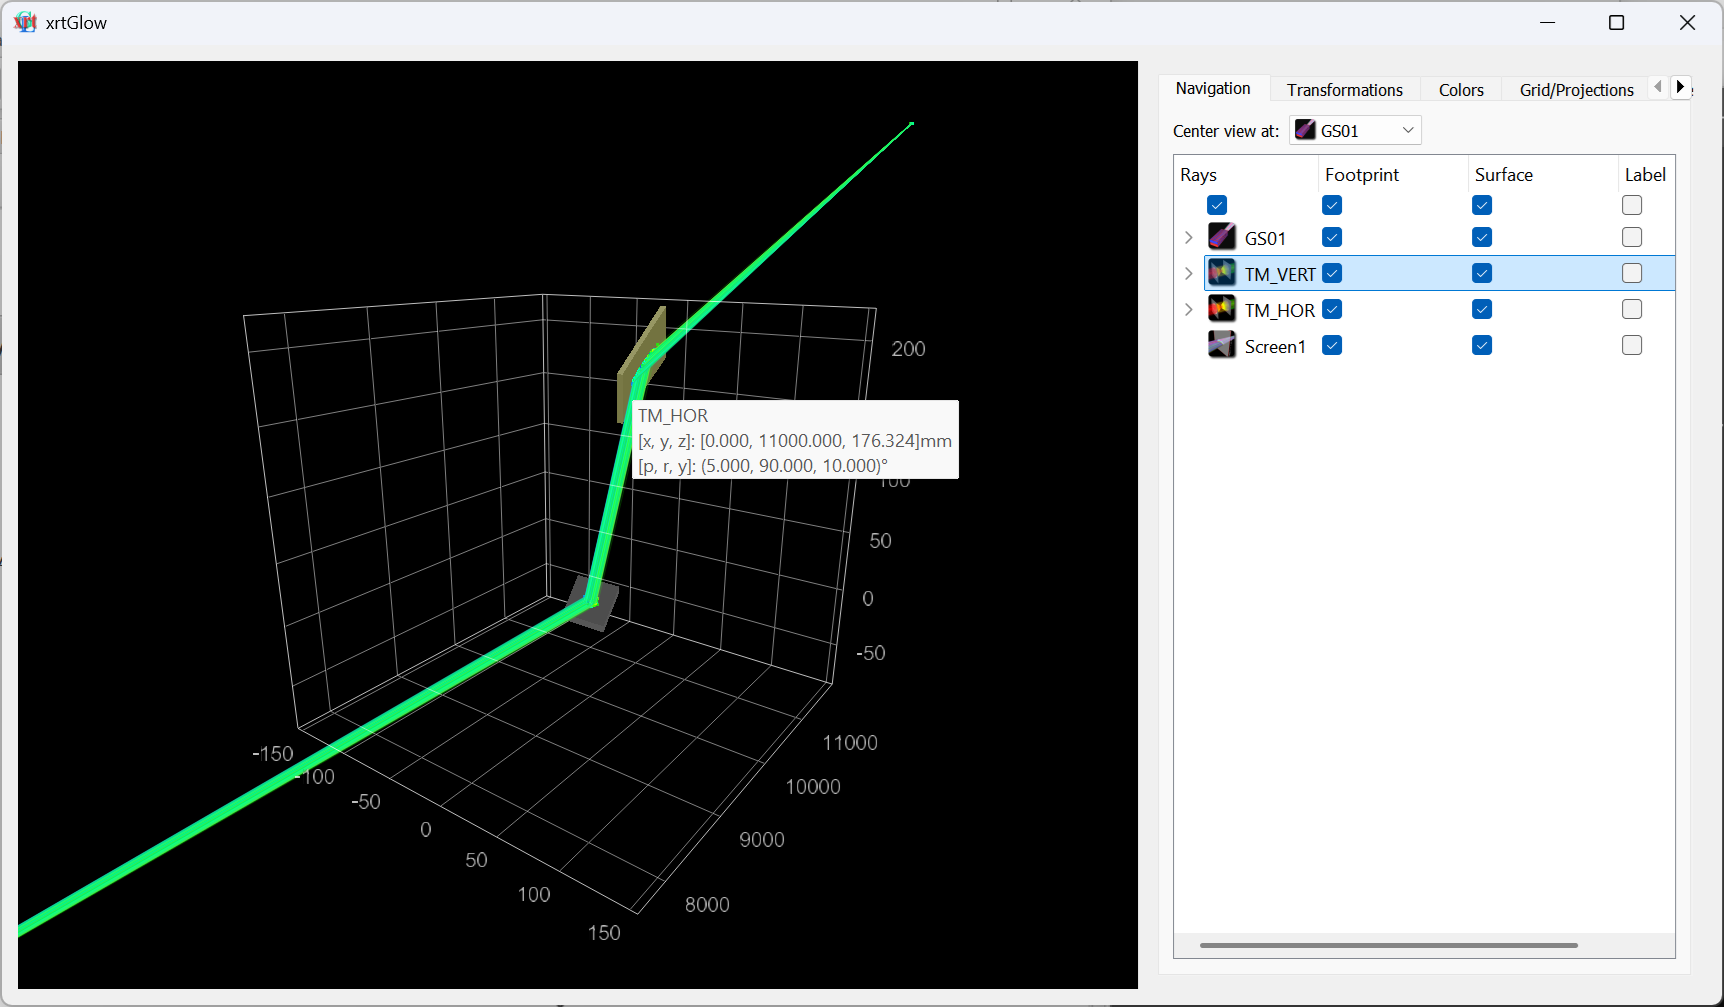 xrtGlow
Navigation
Transformations
Colors
Grid/Projections
Center view at:
GS01
Rays
Footprint
Surface
Label
GS01
TM_VERT
TM_HOR
Screen1
200
TM_HOR
[x, y, z]: [0.000, 11000.000, 176.324]mm
[p, r, y]: (5.000, 90.000, 10.000)°
100
50
0
-50
11000
10000
9000
8000
-150
-100
-50
0
50
100
150